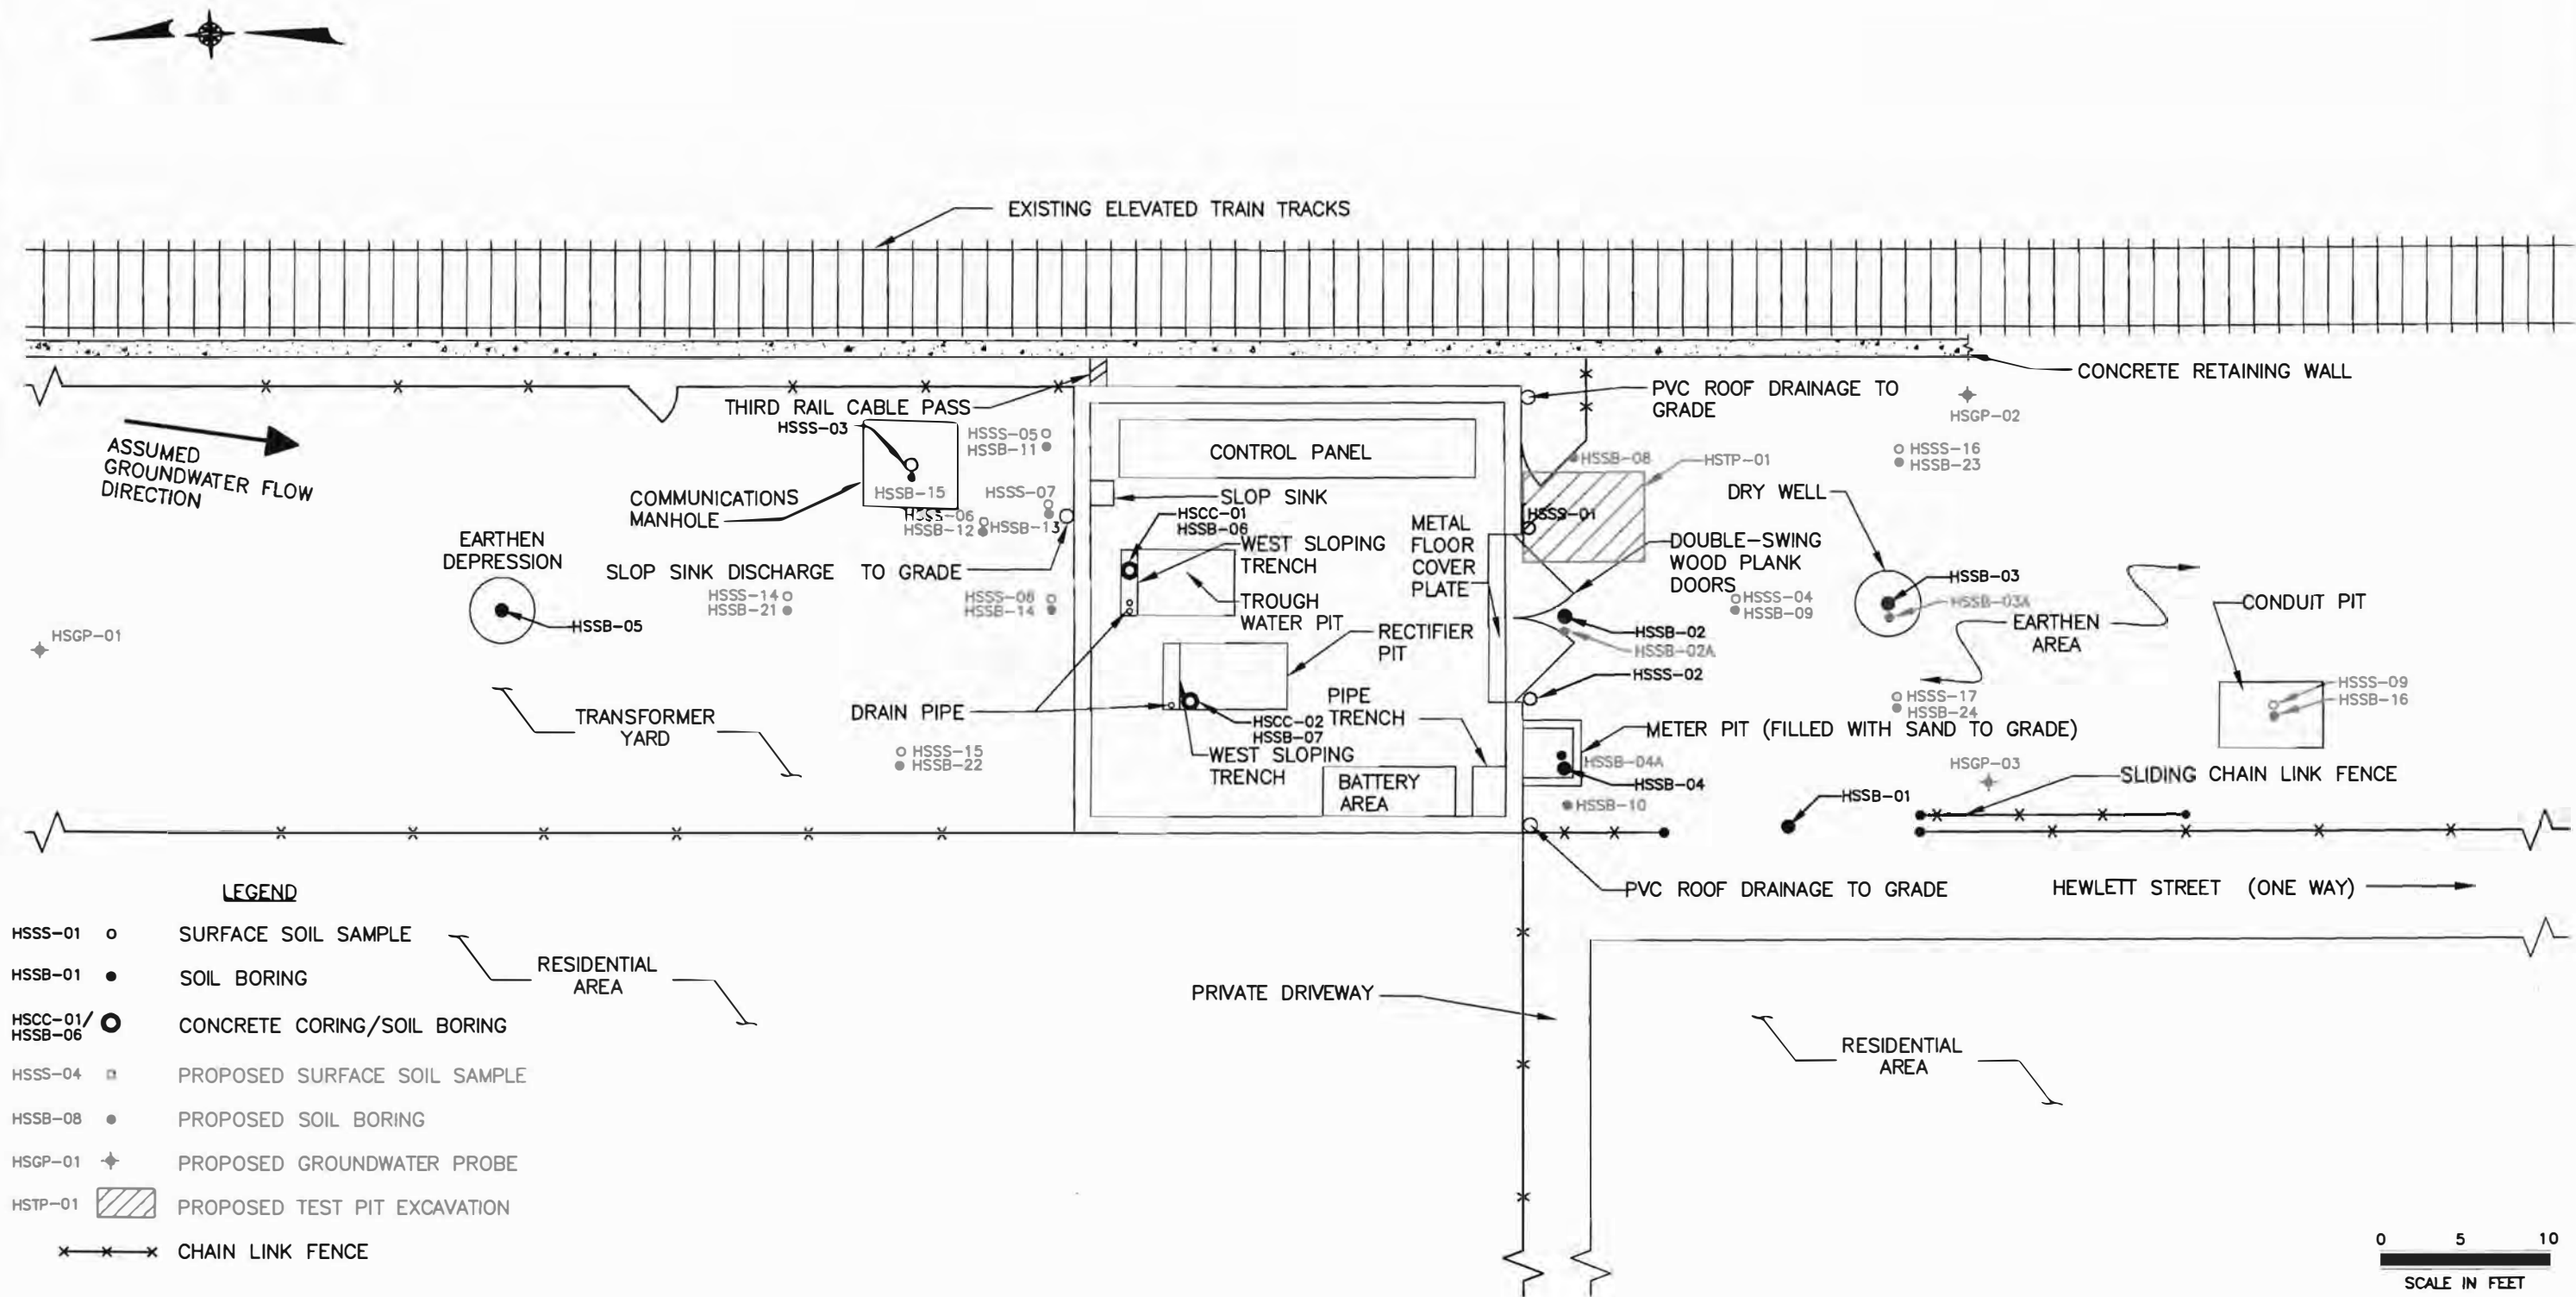 EXISTING ELEVATED TRAIN TRACKS
CONCRETE RETAINING WALL
THIRD RAIL CABLE PASS
HSSS-03
ASSUMED
GROUNDWATER FLOW
DIRECTION
COMMUNICATIONS
MANHOLE
HSSB-15
HSSS-05
HSSB-11
HSSS-07
HSSS-06
HSSB-12
HSSB-13
EARTHEN
DEPRESSION
SLOP SINK DISCHARGE TO GRADE
HSSS-14
HSSB-21
HSSS-08
HSSB-14
HSSB-05
HSGP-01
TRANSFORMER
YARD
DRAIN PIPE
HSSS-15
HSSB-22
CONTROL PANEL
SLOP SINK
HSCC-01
HSSB-06
WEST SLOPING
TRENCH
TROUGH
WATER PIT
METAL
FLOOR
COVER
PLATE
RECTIFIER
PIT
PIPE
TRENCH
HSCC-02
HSSB-07
WEST SLOPING
TRENCH
BATTERY
AREA
PVC ROOF DRAINAGE TO
GRADE
HSSB-08
HSTP-01
HSSS-01
DOUBLE-SWING
WOOD PLANK
DOORS
HSSS-04
HSSB-09
HSSB-02
HSSB-02A
HSSS-02
METER PIT (FILLED WITH SAND TO GRADE)
HSSB-04A
HSSB-04
HSSB-10
HSGP-02
HSSS-16
HSSB-23
DRY WELL
HSSB-03
HSSB-03A
EARTHEN
AREA
CONDUIT PIT
HSSS-17
HSSB-24
HSSS-09
HSSB-16
HSGP-03
SLIDING CHAIN LINK FENCE
HSSB-01
PVC ROOF DRAINAGE TO GRADE
HEWLETT STREET (ONE WAY)
PRIVATE DRIVEWAY
RESIDENTIAL
AREA
RESIDENTIAL
AREA
LEGEND
HSSS-01 SURFACE SOIL SAMPLE
HSSB-01 SOIL BORING
HSCC-01/
HSSB-06 CONCRETE CORING/SOIL BORING
HSSS-04 PROPOSED SURFACE SOIL SAMPLE
HSSB-08 PROPOSED SOIL BORING
HSGP-01 PROPOSED GROUNDWATER PROBE
HSTP-01 PROPOSED TEST PIT EXCAVATION
CHAIN LINK FENCE
0 5 10
SCALE IN FEET